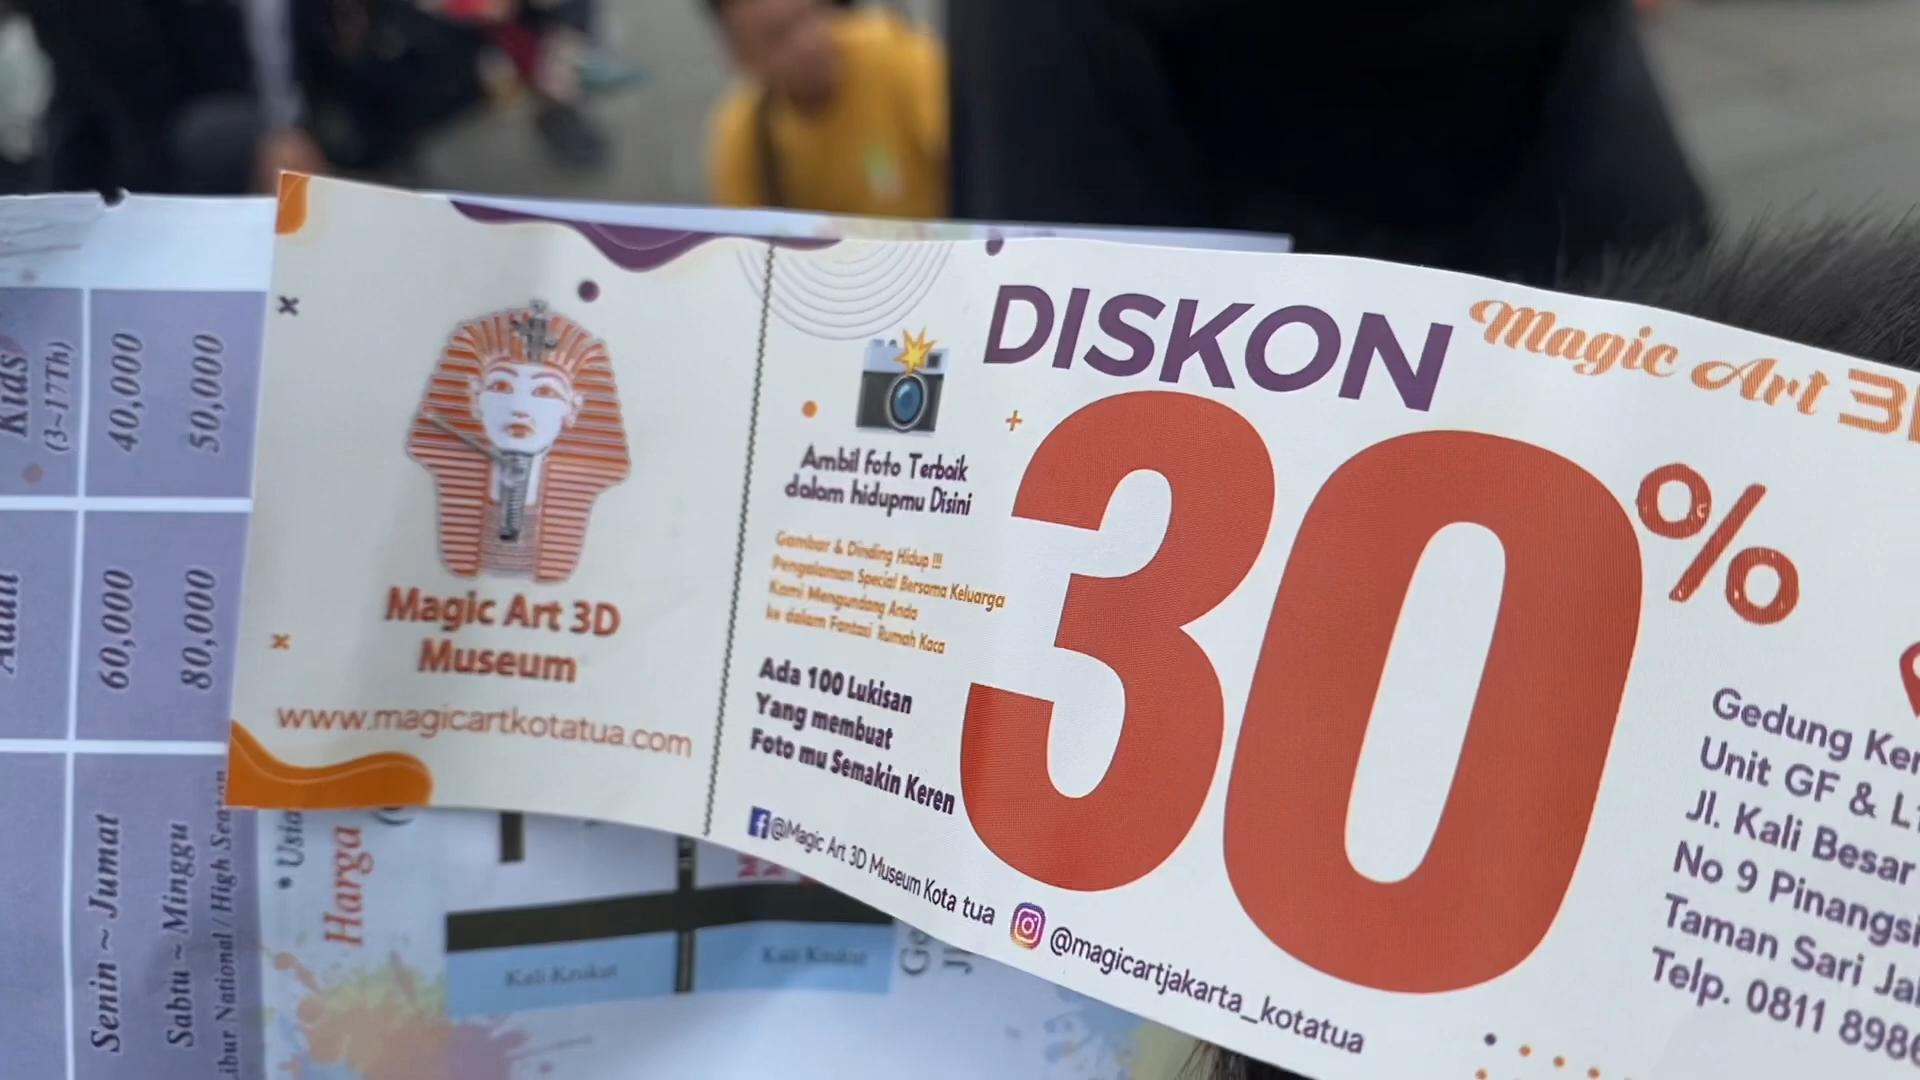 Kids
(3~17Th)
40,000
50,000
60,000
80,000
Senin ~ Jumat
Sabtu ~ Minggu
National / High Season
Harga
Kali Krukut
Kali Krukut
Magic Art 3D
Museum
www.magicartkotatua.com
Ambil foto Terbaik
dalam hidupmu Disini
Gambar & Dinding Hidup !!!
Pengalaman Special Bersama Keluarga
Kami Mengundang Anda
ke dalam Fantasi Rumah Kaca
Ada 100 Lukisan
Yang membuat
Foto mu Semakin Keren
@Magic Art 3D Museum Kota tua
@magicartjakarta_kotatua
DISKON
Magic Art
30%
Gedung
Unit GF &
Jl. Kali Besar
No 9
Taman Sari
Telp. 0811